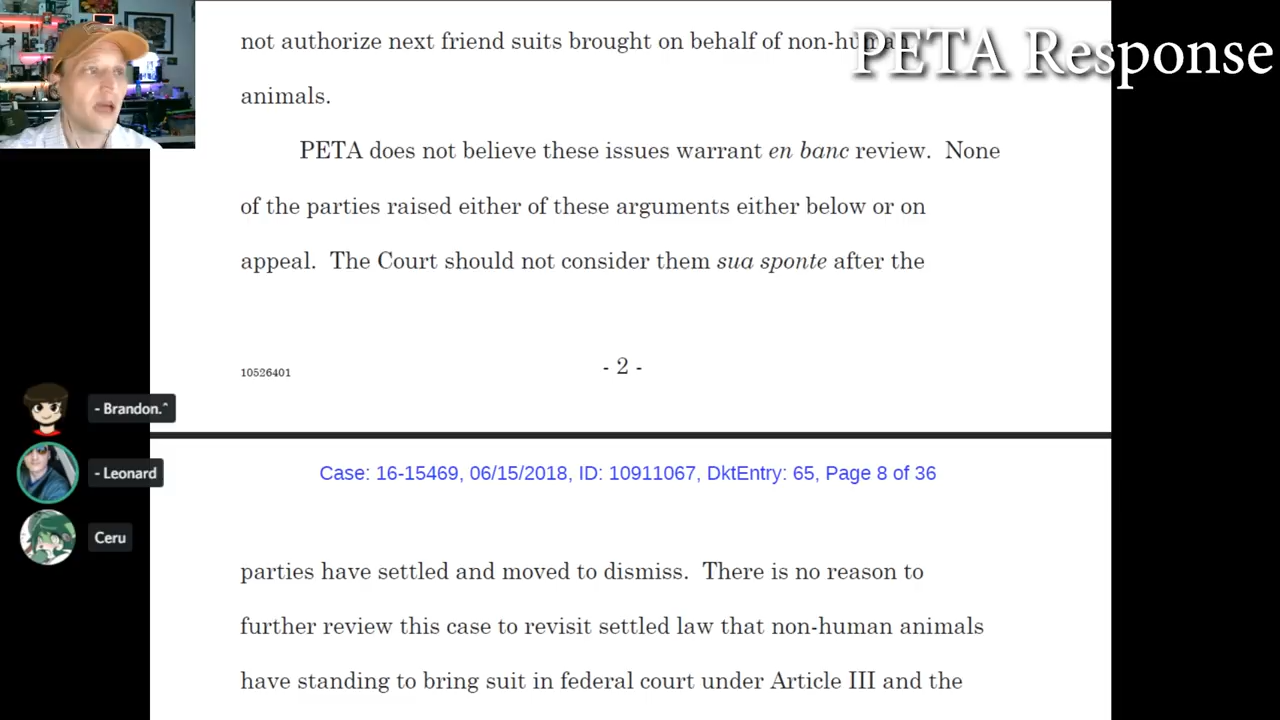 PETA Response
not authorize next friend suits brought on behalf of non-human
animals.
PETA does not believe these issues warrant en banc review. None
of the parties raised either of these arguments either below or on
appeal. The Court should not consider them sua sponte after the
- 2 -
10526401
- Brandon.^
- Leonard
Ceru
Case: 16-15469, 06/15/2018, ID: 10911067, DktEntry: 65, Page 8 of 36
parties have settled and moved to dismiss. There is no reason to
further review this case to revisit settled law that non-human animals
have standing to bring suit in federal court under Article III and the